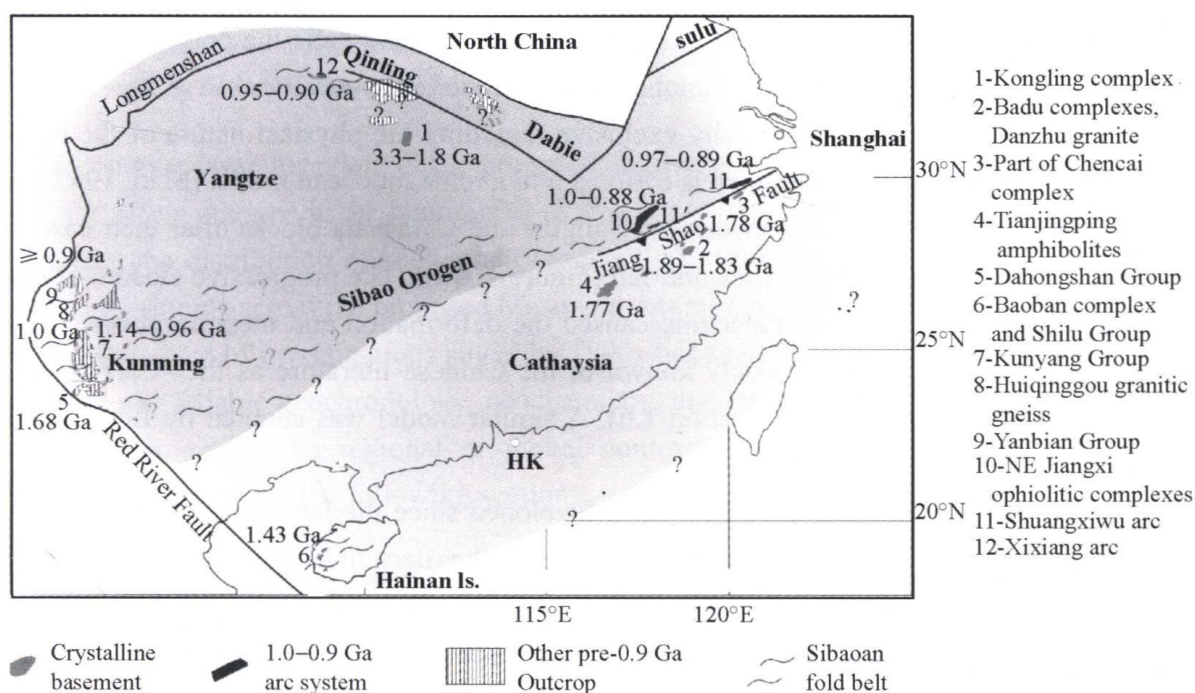 North China
sulu
Qinling
12
Longmenshan
0.95–0.90 Ga
?
?
?
1
3.3–1.8 Ga
Dabie
Shanghai
Yangtze
0.97–0.89 Ga
30°N
11
1.0–0.88 Ga
3
Fault
10
11′
1.78 Ga
Shao
2
Jiang
1.89–1.83 Ga
≥ 0.9 Ga
?
?
?
Sibao Orogen
?
4
1.77 Ga
9
8
?
?
1.0 Ga
1.14–0.96 Ga
7
Kunming
25°N
Cathaysia
5
1.68 Ga
?
?
?
?
Red River Fault
?
HK
?
20°N
?
1.43 Ga
6
Hainan ls.
115°E
120°E
1-Kongling complex
2-Badu complexes,
Danzhu granite
3-Part of Chencai
complex
4-Tianjingping
amphibolites
5-Dahongshan Group
6-Baoban complex
and Shilu Group
7-Kunyang Group
8-Huiqinggou granitic
gneiss
9-Yanbian Group
10-NE Jiangxi
ophiolitic complexes
11-Shuangxiwu arc
12-Xixiang arc
Crystalline
basement
1.0–0.9 Ga
arc system
Other pre-0.9 Ga
Outcrop
Sibaoan
fold belt